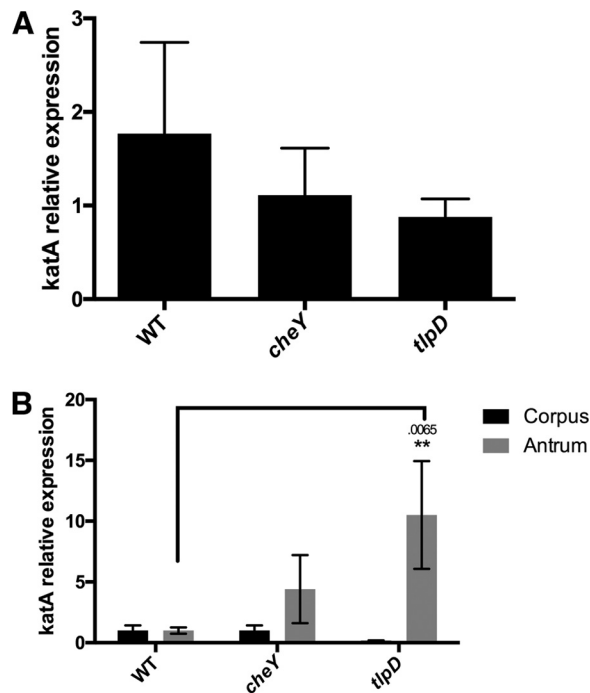 A
katA relative expression
3
2
1
0
WT
cheY
tlpD
B
katA relative expression
20
15
10
5
0
.0065
**
WT
cheY
tlpD
Corpus
Antrum